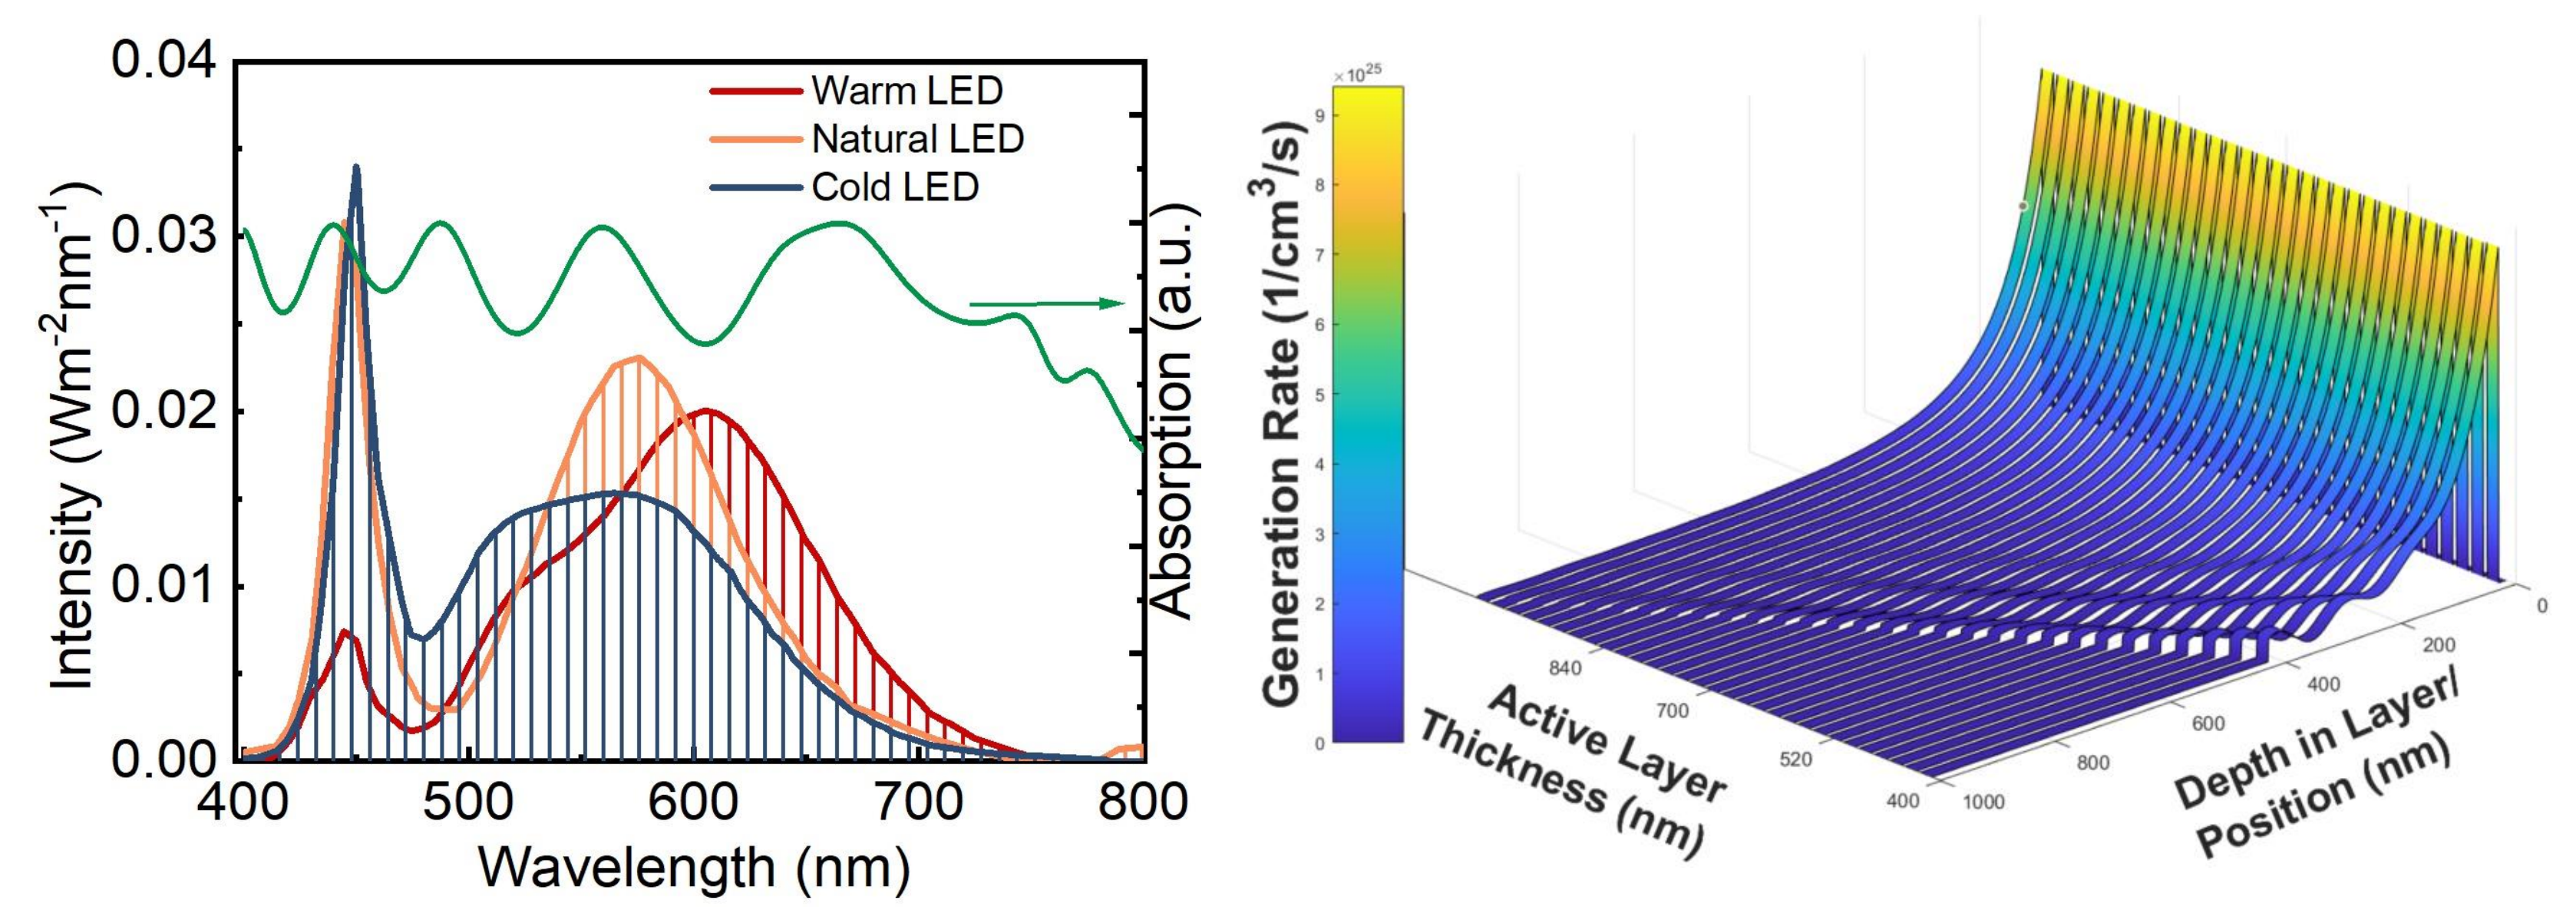 0.04
0.03
0.02
0.01
0.00
Intensity (Wm-2nm-1)
Warm LED
Natural LED
Cold LED
Absorption (a.u.)
400 500 600 700 800
Wavelength (nm)
×10²⁵
9
8
7
6
5
4
3
2
1
0
Generation Rate (1/cm³/s)
840
700
520
400
Active Layer
Thickness (nm)
0
200
400
600
800
1000
Depth in Layer/
Position (nm)